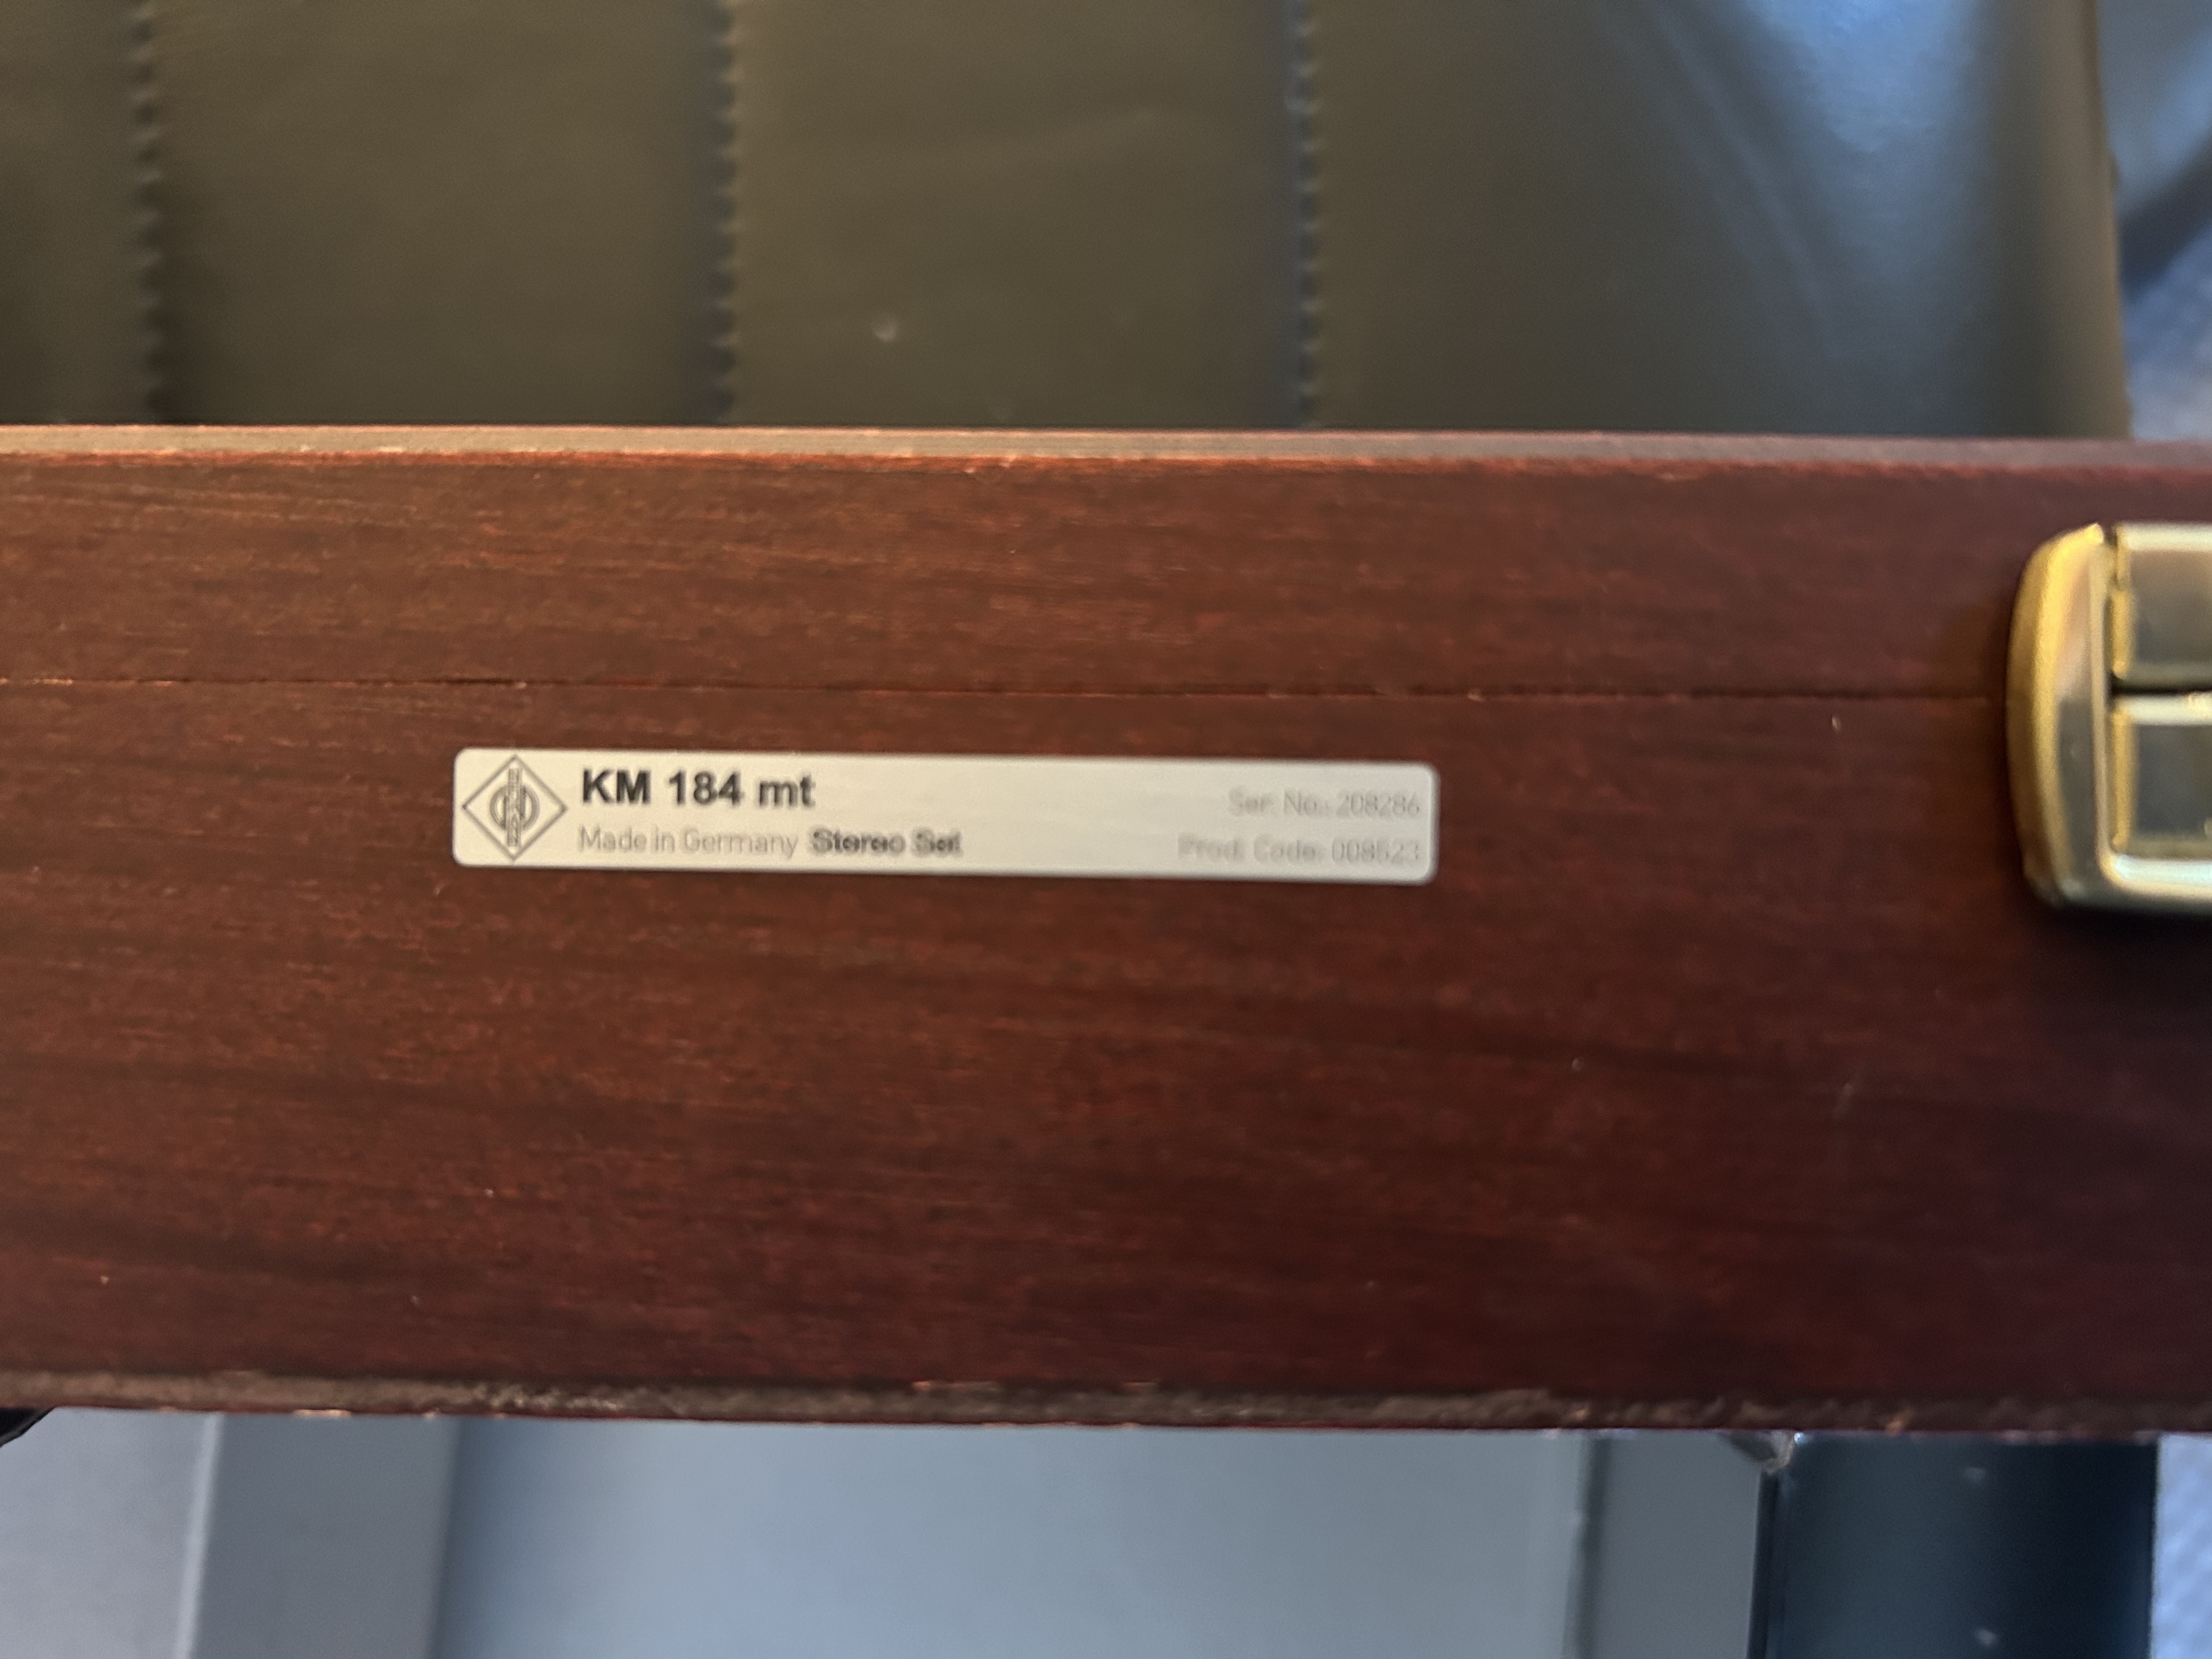 KM 184 mt
Made in Germany Stereo Set
Ser. No.: 208286
Prod. Code: 008523